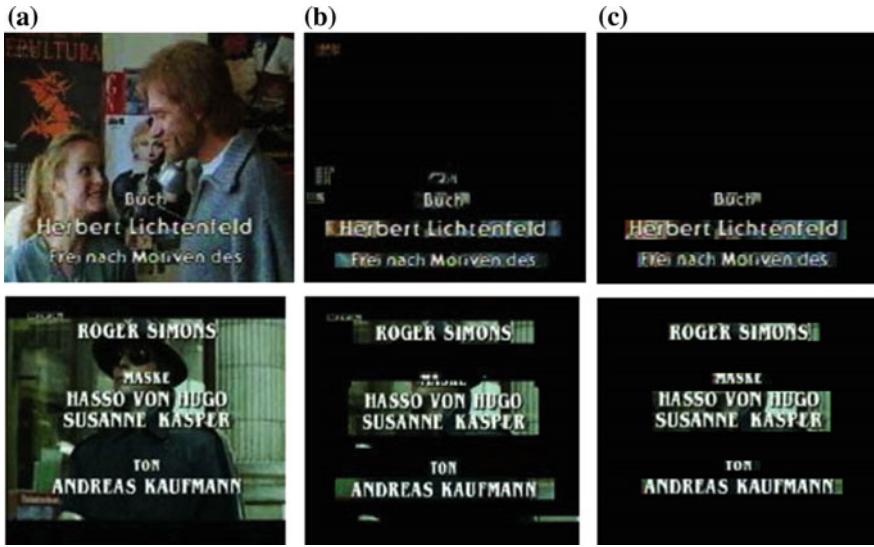 (a) (b) (c)
SEPULTURA
Buch
Herbert Lichtenfeld
Frei nach Motiven des
Buch
Herbert Lichtenfeld
Frei nach Motiven des
Buch
Herbert Lichtenfeld
Frei nach Motiven des
ROGER SIMONS
MASKE
HASSO VON HUGO
SUSANNE KASPER
TON
ANDREAS KAUFMANN
ROGER SIMONS
MASKE
HASSO VON HUGO
SUSANNE KASPER
TON
ANDREAS KAUFMANN
ROGER SIMONS
MASKE
HASSO VON HUGO
SUSANNE KASPER
TON
ANDREAS KAUFMANN